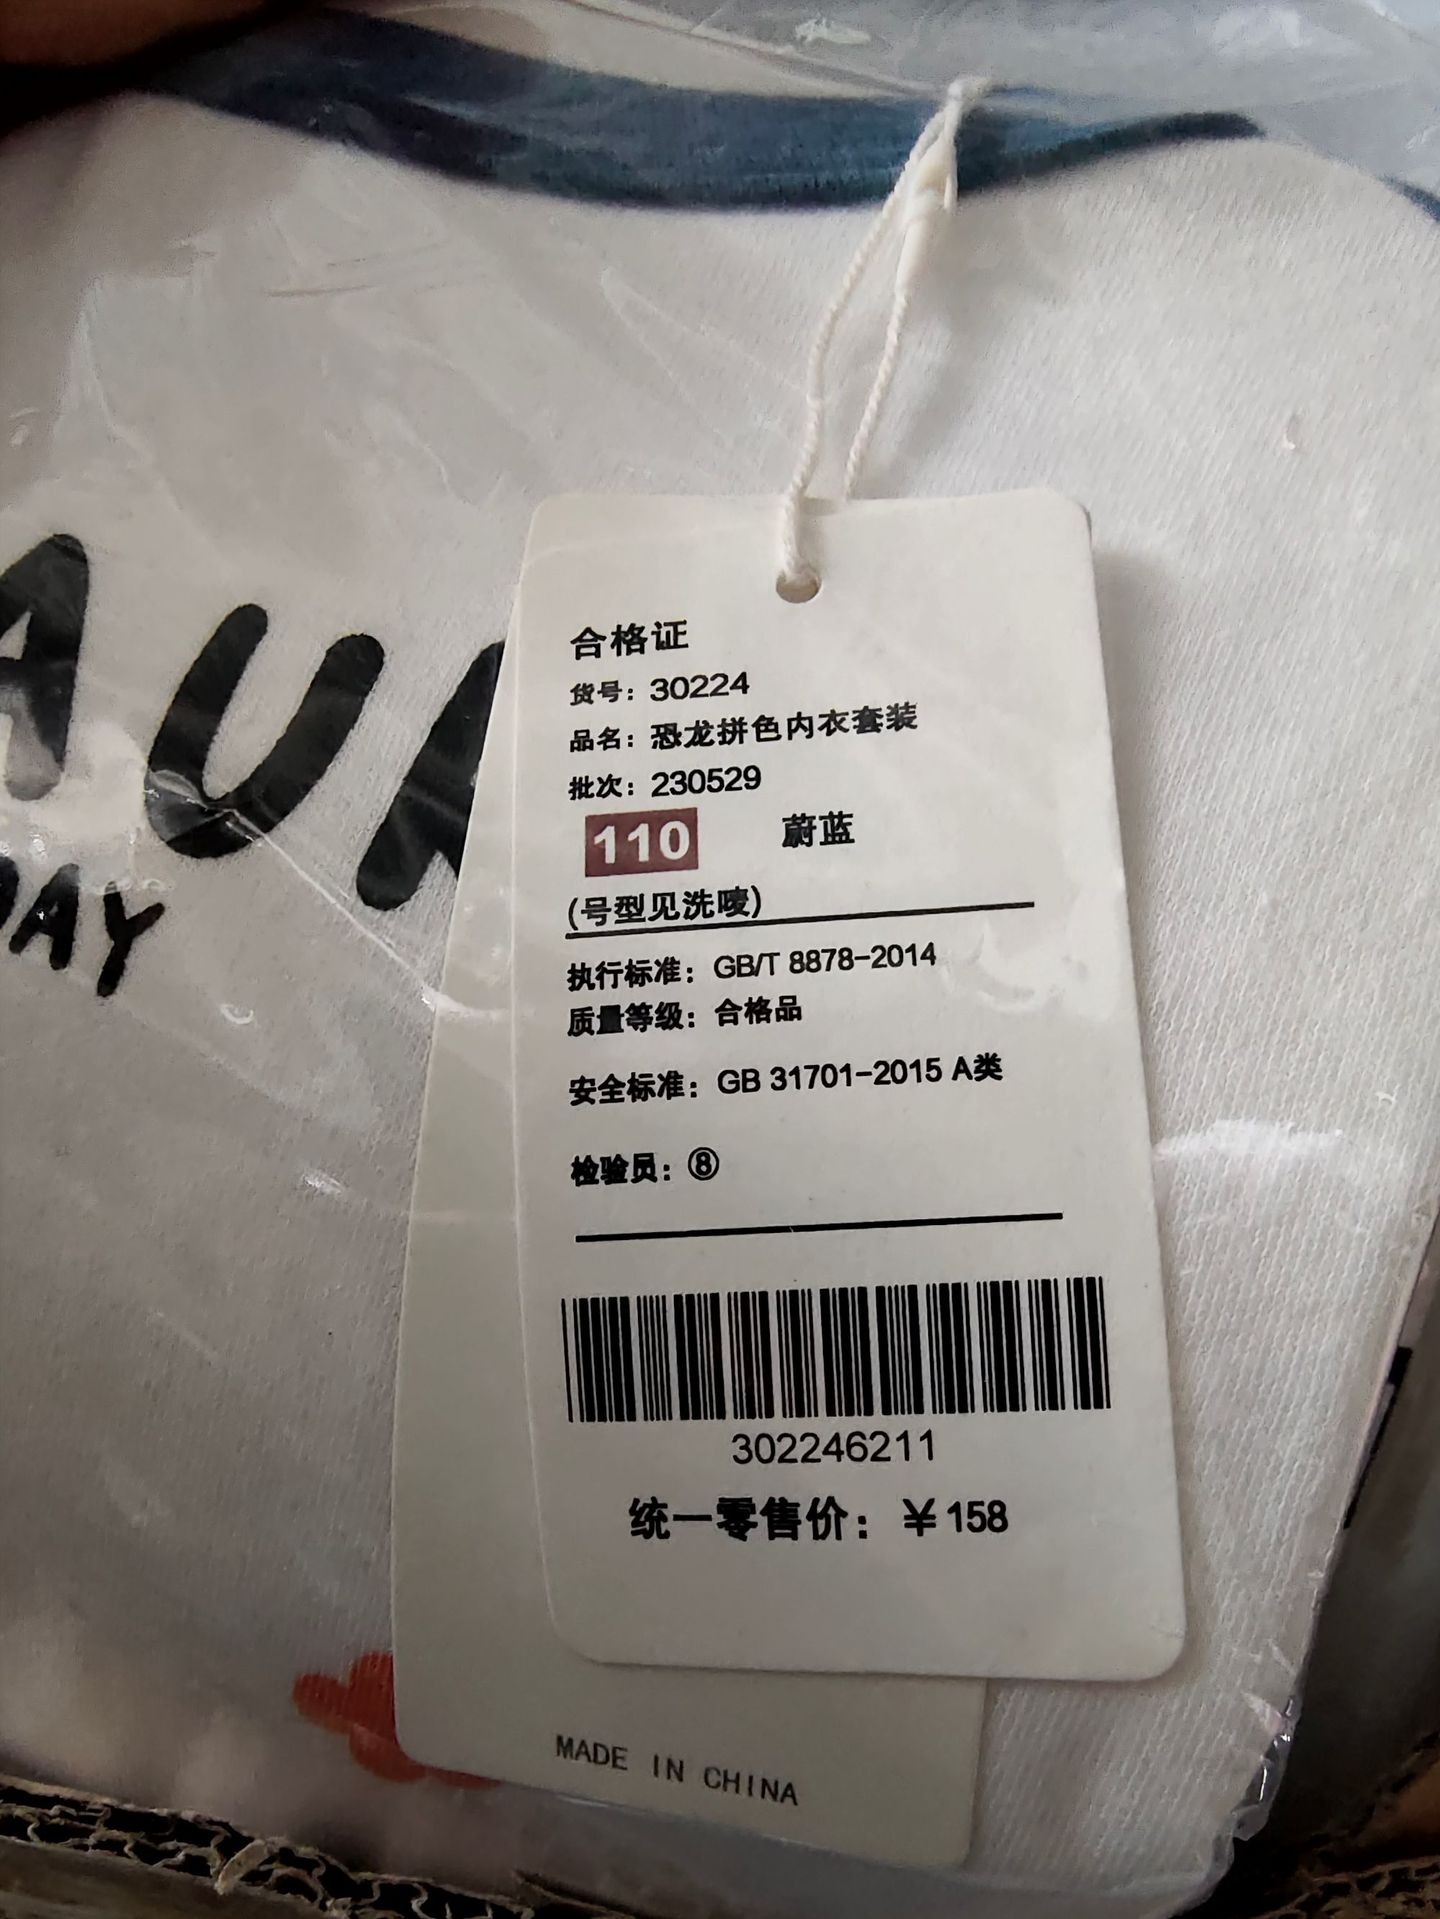 AUR
DAY
合格证
货号：30224
品名：恐龙拼色内衣套装
批次：230529
110 蔚蓝
(号型见洗唛)
执行标准：GB/T 8878-2014
质量等级：合格品
安全标准：GB 31701-2015 A类
检验员：⑧
302246211
统一零售价：￥158
MADE IN CHINA